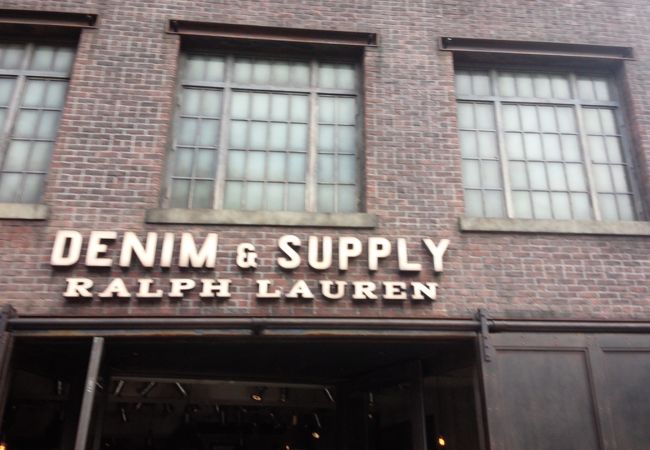 DENIM & SUPPLY
RALPH LAUREN